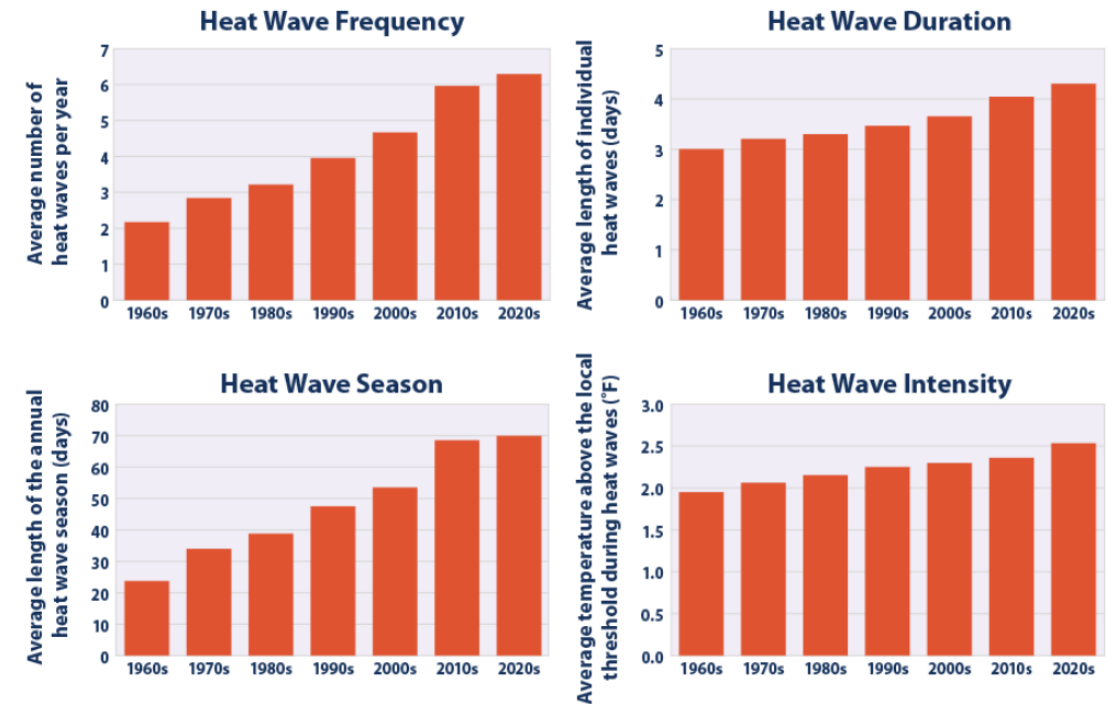 Heat Wave Frequency
Average number of
heat waves per year
7
6
5
4
3
2
1
0
1960s 1970s 1980s 1990s 2000s 2010s 2020s
Heat Wave Duration
Average length of individual
heat waves (days)
5
4
3
2
1
0
1960s 1970s 1980s 1990s 2000s 2010s 2020s
Heat Wave Season
Average length of the annual
heat wave season (days)
80
70
60
50
40
30
20
10
0
1960s 1970s 1980s 1990s 2000s 2010s 2020s
Heat Wave Intensity
Average temperature above the local
threshold during heat waves (°F)
3.0
2.5
2.0
1.5
1.0
0.5
0.0
1960s 1970s 1980s 1990s 2000s 2010s 2020s